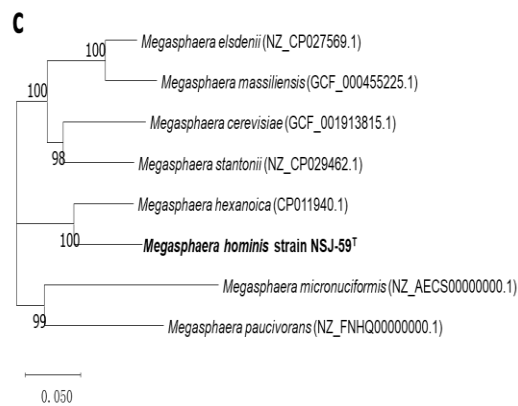 c
100
Megasphaera elsdenii (NZ_CP027569.1)
100
Megasphaera massiliensis (GCF_000455225.1)
Megasphaera cerevisiae (GCF_001913815.1)
98
Megasphaera stantonii (NZ_CP029462.1)
Megasphaera hexanoica (CP011940.1)
100
Megasphaera hominis strain NSJ-59ᵀ
Megasphaera micronuciformis (NZ_AECS00000000.1)
99
Megasphaera paucivorans (NZ_FNHQ00000000.1)
0.050